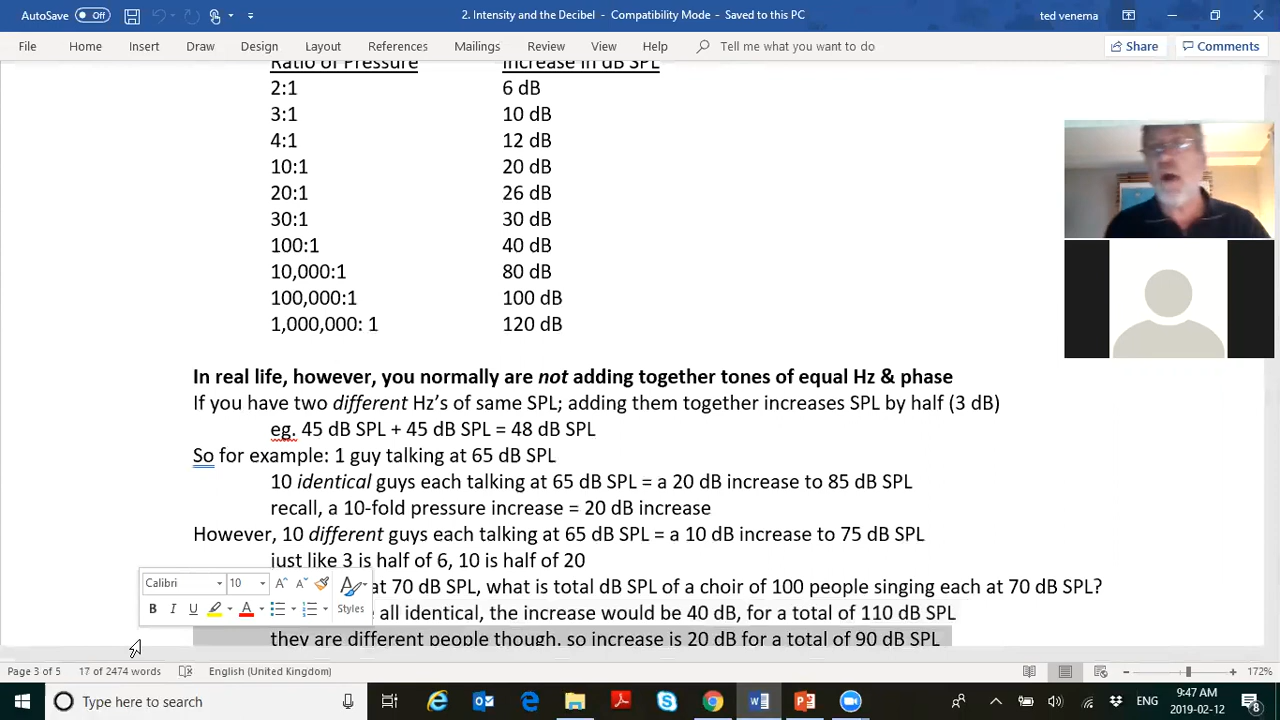 AutoSave Off
2. Intensity and the Decibel - Compatibility Mode - Saved to this PC
ted venema
File Home Insert Draw Design Layout References Mailings Review View Help Tell me what you want to do Share Comments
Ratio of Pressure Increase in dB SPL
2:1 6 dB
3:1 10 dB
4:1 12 dB
10:1 20 dB
20:1 26 dB
30:1 30 dB
100:1 40 dB
10,000:1 80 dB
100,000:1 100 dB
1,000,000: 1 120 dB
In real life, however, you normally are not adding together tones of equal Hz & phase
If you have two different Hz's of same SPL; adding them together increases SPL by half (3 dB)
eg. 45 dB SPL + 45 dB SPL = 48 dB SPL
So for example: 1 guy talking at 65 dB SPL
10 identical guys each talking at 65 dB SPL = a 20 dB increase to 85 dB SPL
recall, a 10-fold pressure increase = 20 dB increase
However, 10 different guys each talking at 65 dB SPL = a 10 dB increase to 75 dB SPL
just like 3 is half of 6, 10 is half of 20
at 70 dB SPL, what is total dB SPL of a choir of 100 people singing each at 70 dB SPL?
all identical, the increase would be 40 dB, for a total of 110 dB SPL
they are different people though, so increase is 20 dB for a total of 90 dB SPL
Calibri 10
B I U A Styles
Page 3 of 5 17 of 2474 words English (United Kingdom) 172%
Type here to search
ENG
9:47 AM
2019-02-12
8